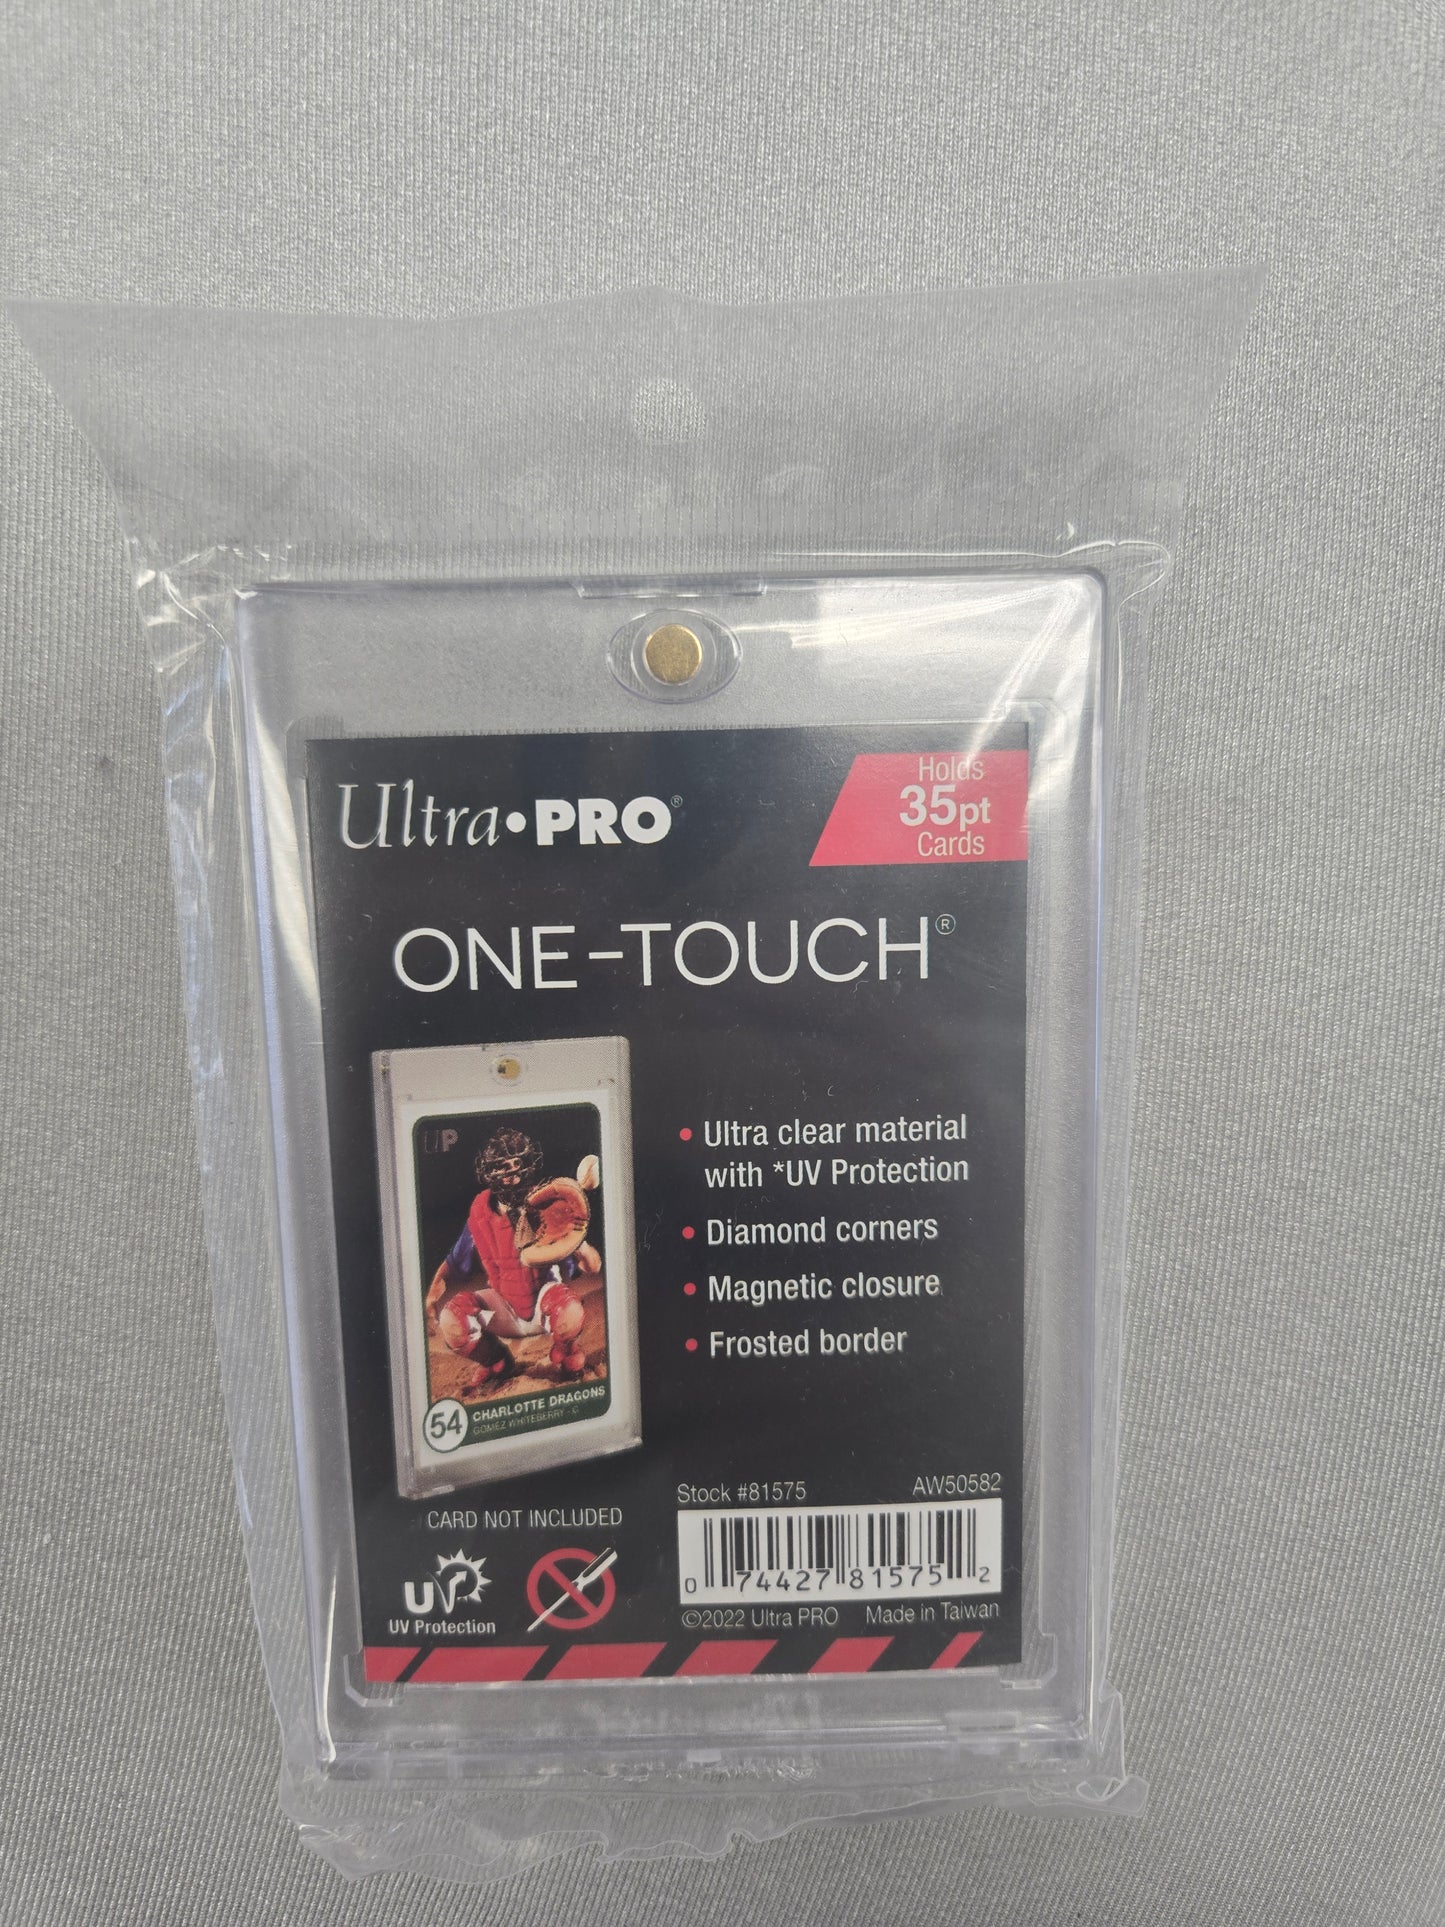 Ultra•PRO®
Holds
35pt
Cards
ONE-TOUCH®
UP
• Ultra clear material
with *UV Protection
• Diamond corners
• Magnetic closure
• Frosted border
54
CHARLOTTE DRAGONS
GOMEZ WHITEBERRY - C
CARD NOT INCLUDED
UV
UV Protection
Stock #81575
AW50582
0 74427 81575 2
©2022 Ultra PRO Made in Taiwan